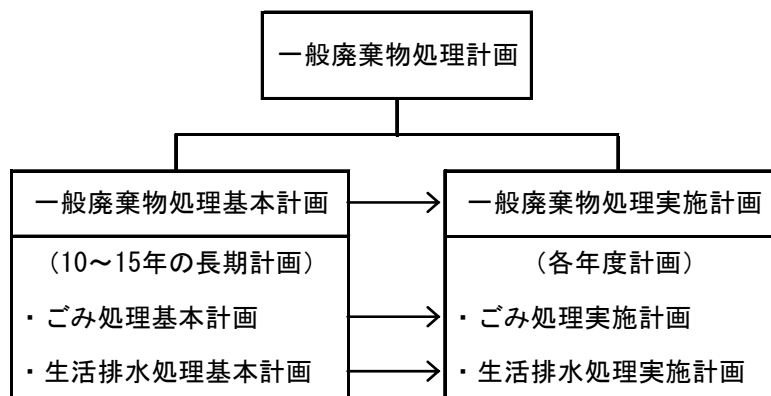 一般廃棄物処理計画
一般廃棄物処理基本計画
(10～15年の長期計画)
・ごみ処理基本計画
・生活排水処理基本計画
一般廃棄物処理実施計画
(各年度計画)
・ごみ処理実施計画
・生活排水処理実施計画